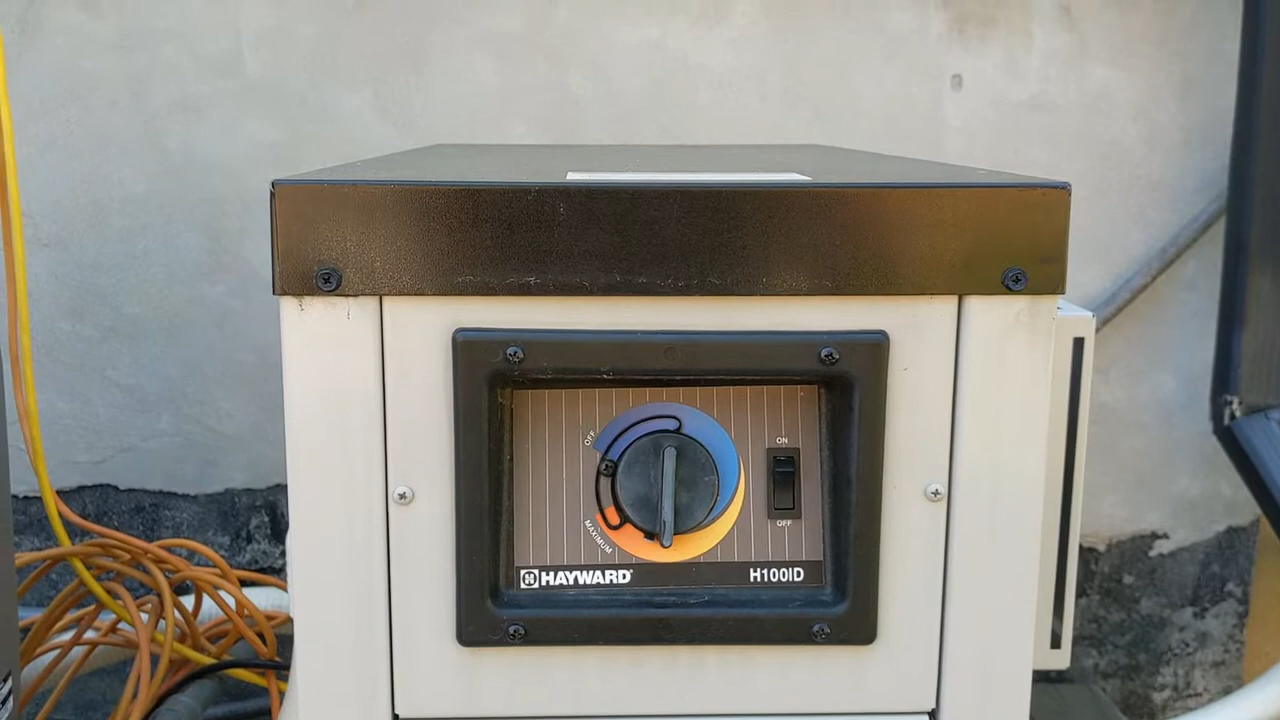 OFF
MAXIMUM
ON
OFF
HAYWARD®
H100ID